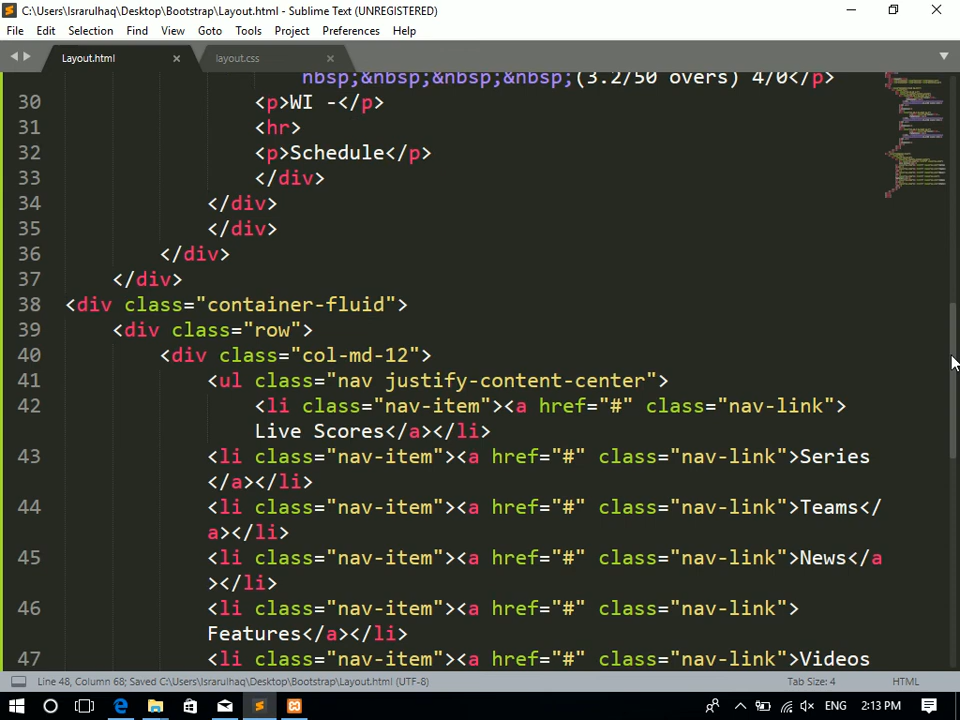 C:\Users\Israrulhaq\Desktop\Bootstrap\Layout.html - Sublime Text (UNREGISTERED)
File Edit Selection Find View Goto Tools Project Preferences Help
Layout.html × layout.css ×
nbsp;&nbsp;&nbsp;&nbsp;(3.2/50 overs) 4/0</p>
30 <p>WI -</p>
31 <hr>
32 <p>Schedule</p>
33 </div>
34 </div>
35 </div>
36 </div>
37 </div>
38 <div class="container-fluid">
39 <div class="row">
40 <div class="col-md-12">
41 <ul class="nav justify-content-center">
42 <li class="nav-item"><a href="#" class="nav-link">
Live Scores</a></li>
43 <li class="nav-item"><a href="#" class="nav-link">Series
</a></li>
44 <li class="nav-item"><a href="#" class="nav-link">Teams</
a></li>
45 <li class="nav-item"><a href="#" class="nav-link">News</a
></li>
46 <li class="nav-item"><a href="#" class="nav-link">
Features</a></li>
47 <li class="nav-item"><a href="#" class="nav-link">Videos
Line 48, Column 68; Saved C:\Users\Israrulhaq\Desktop\Bootstrap\Layout.html (UTF-8) Tab Size: 4 HTML
ENG 2:13 PM